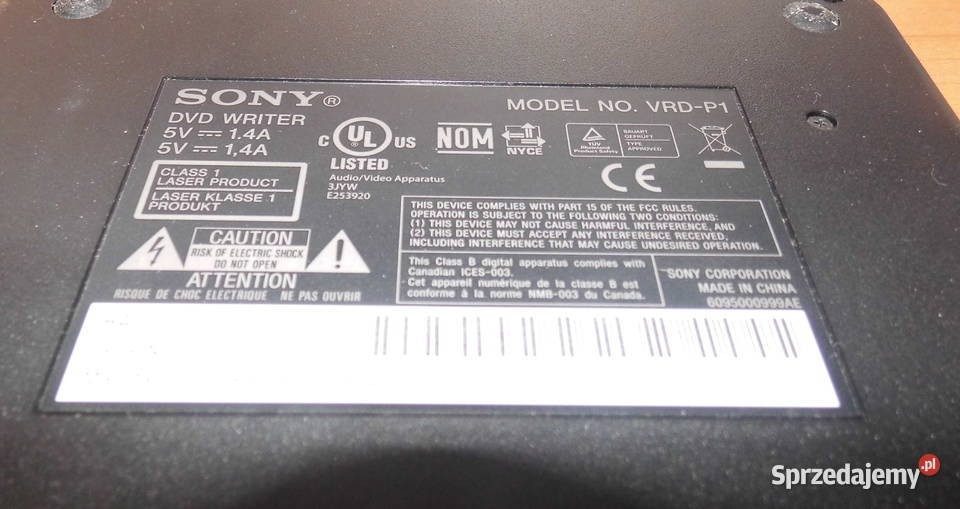 SONY®
MODEL NO. VRD-P1
DVD WRITER
5V 1.4A
5V 1,4A
C UL US
LISTED
Audio/Video Apparatus
3JYW
E253920
NOM
NYCE
TÜV
Rheinland
Product Safety
BAUART
GEPRÜFT
TYPE
APPROVED
CE
CLASS 1
LASER PRODUCT
LASER KLASSE 1
PRODUKT
THIS DEVICE COMPLIES WITH PART 15 OF THE FCC RULES.
OPERATION IS SUBJECT TO THE FOLLOWING TWO CONDITIONS:
(1) THIS DEVICE MAY NOT CAUSE HARMFUL INTERFERENCE, AND
(2) THIS DEVICE MUST ACCEPT ANY INTERFERENCE RECEIVED,
INCLUDING INTERFERENCE THAT MAY CAUSE UNDESIRED OPERATION.
CAUTION
RISK OF ELECTRIC SHOCK
DO NOT OPEN
ATTENTION
RISQUE DE CHOC ELECTRIQUE NE PAS OUVRIR
This Class B digital apparatus complies with
Canadian ICES-003.
Cet appareil numérique de la classe B est
conforme à la norme NMB-003 du Canada.
SONY CORPORATION
MADE IN CHINA
6095000999AE
Sprzedajemy.pl